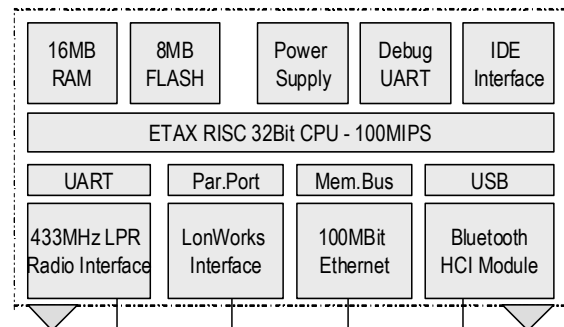 16MB
RAM
8MB
FLASH
Power
Supply
Debug
UART
IDE
Interface
ETAX RISC 32Bit CPU - 100MIPS
UART
Par.Port
Mem.Bus
USB
433MHz LPR
Radio Interface
LonWorks
Interface
100MBit
Ethernet
Bluetooth
HCI Module